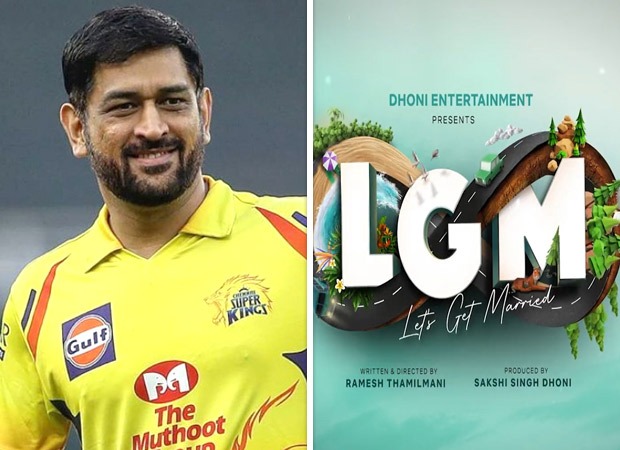 CHENNAI
SUPER
KINGS
Gulf
The
Muthoot
DHONI ENTERTAINMENT
PRESENTS
LGM
Let's Get Married
WRITTEN & DIRECTED BY
RAMESH THAMILMANI
PRODUCED BY
SAKSHI SINGH DHONI